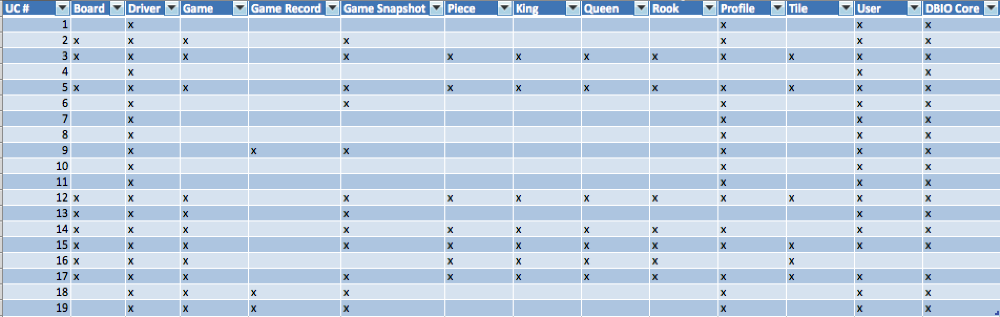 UC # Board Driver Game Game Record Game Snapshot Piece King Queen Rook Profile Tile User DBIO Core
1 x x x x
2 x x x x x x x
3 x x x x x x x x x x x x
4 x x x
5 x x x x x x x x x x x x
6 x x x x x
7 x x x x
8 x x x x
9 x x x x x x
10 x x x x
11 x x x x
12 x x x x x x x x x x x x
13 x x x x x x
14 x x x x x x x x x x x
15 x x x x x x x x x x x x
16 x x x x x x x x
17 x x x x x x x x x x x x
18 x x x x x x x
19 x x x x x x x